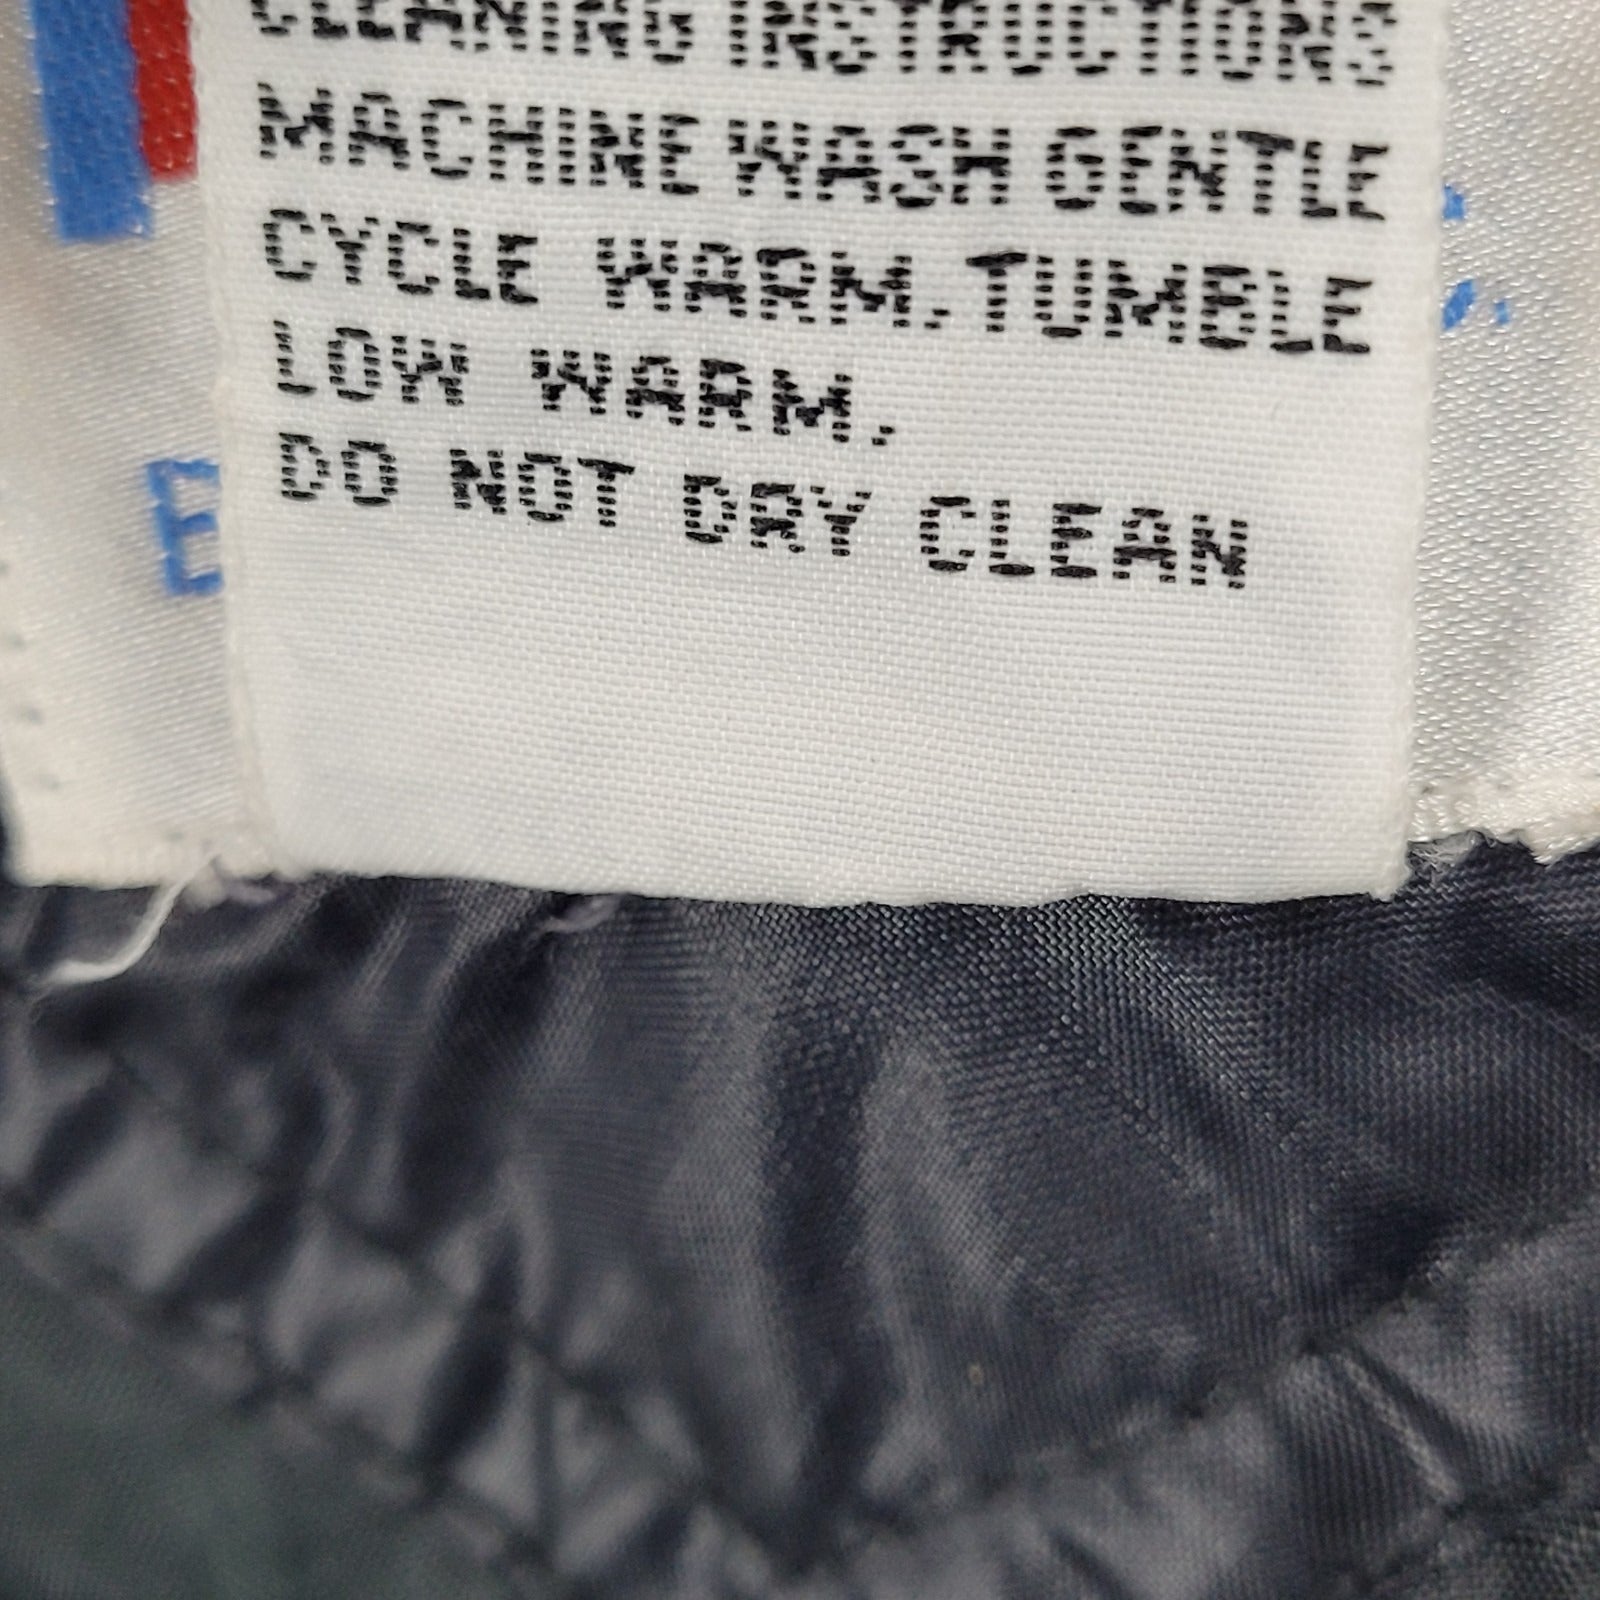 CLEANING INSTRUCTIONS
MACHINE WASH GENTLE
CYCLE WARM, TUMBLE
LOW WARM,
DO NOT DRY CLEAN
E